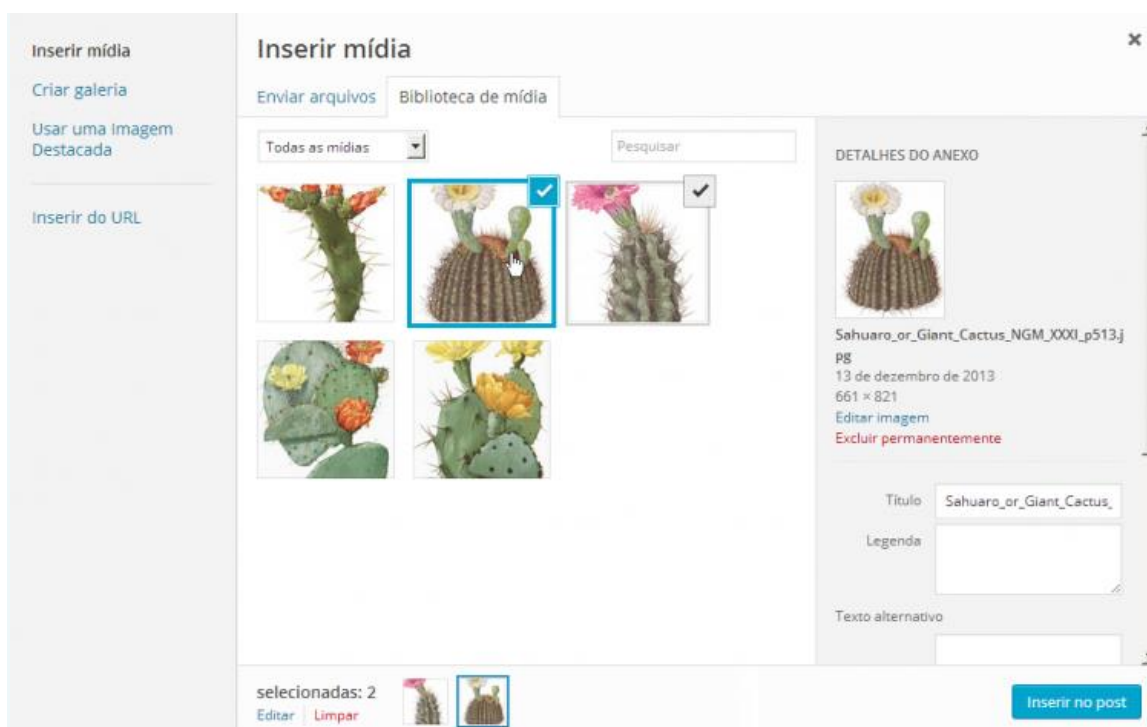 Inserir mídia
Criar galeria
Usar uma Imagem
Destacada
Inserir do URL
Inserir mídia
Enviar arquivos
Biblioteca de mídia
Todas as mídias
Pesquisar
DETALHES DO ANEXO
Sahuaro_or_Giant_Cactus_NGM_XXXI_p513.j
pg
13 de dezembro de 2013
661 × 821
Editar imagem
Excluir permanentemente
Título
Sahuaro_or_Giant_Cactus_
Legenda
Texto alternativo
selecionadas: 2
Editar
Limpar
Inserir no post